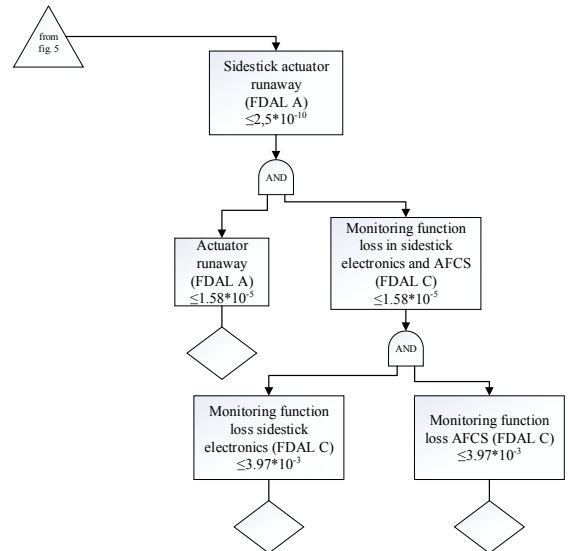 from
fig. 5
Sidestick actuator
runaway
(FDAL A)
≤2,5*10⁻¹⁰
AND
Actuator
runaway
(FDAL A)
≤1.58*10⁻⁵
Monitoring function
loss in sidestick
electronics and AFCS
(FDAL C)
≤1.58*10⁻⁵
AND
Monitoring function
loss sidestick
electronics (FDAL C)
≤3.97*10⁻³
Monitoring function
loss AFCS (FDAL C)
≤3.97*10⁻³